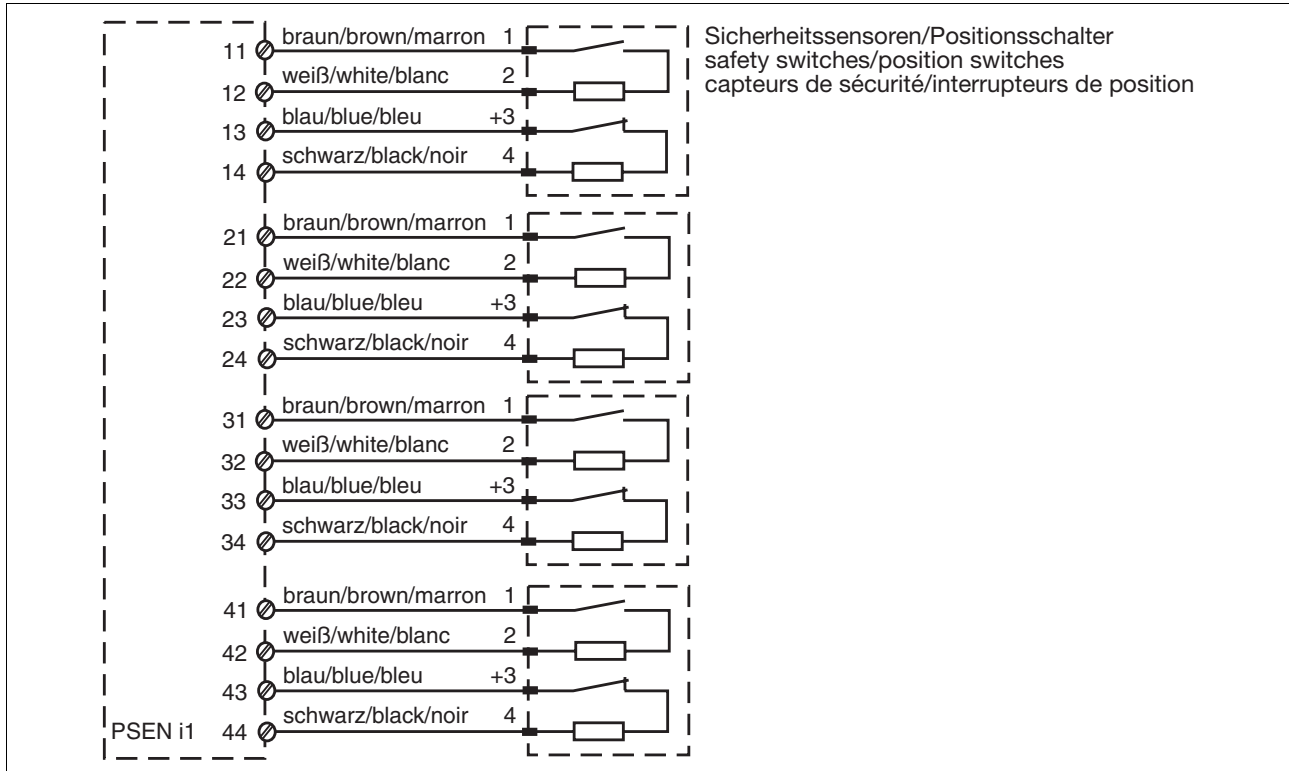 Sicherheitssensoren/Positionsschalter
safety switches/position switches
capteurs de sécurité/interrupteurs de position
11 braun/brown/marron 1
12 weiß/white/blanc 2
13 blau/blue/bleu +3
14 schwarz/black/noir 4
21 braun/brown/marron 1
22 weiß/white/blanc 2
23 blau/blue/bleu +3
24 schwarz/black/noir 4
31 braun/brown/marron 1
32 weiß/white/blanc 2
33 blau/blue/bleu +3
34 schwarz/black/noir 4
41 braun/brown/marron 1
42 weiß/white/blanc 2
43 blau/blue/bleu +3
PSEN i1 44 schwarz/black/noir 4